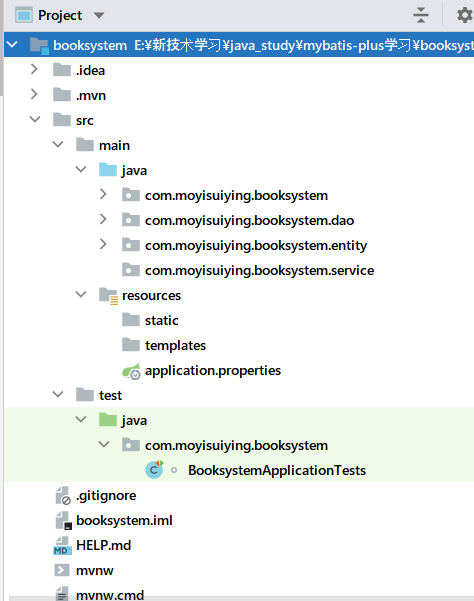 Project
booksystem E:¥新技术学习¥java_study¥mybatis-plus学习¥booksyst
.idea
.mvn
src
main
java
com.moyisuiying.booksystem
com.moyisuiying.booksystem.dao
com.moyisuiying.booksystem.entity
com.moyisuiying.booksystem.service
resources
static
templates
application.properties
test
java
com.moyisuiying.booksystem
C BooksystemApplicationTests
.gitignore
booksystem.iml
MD HELP.md
mvnw
mvnw.cmd